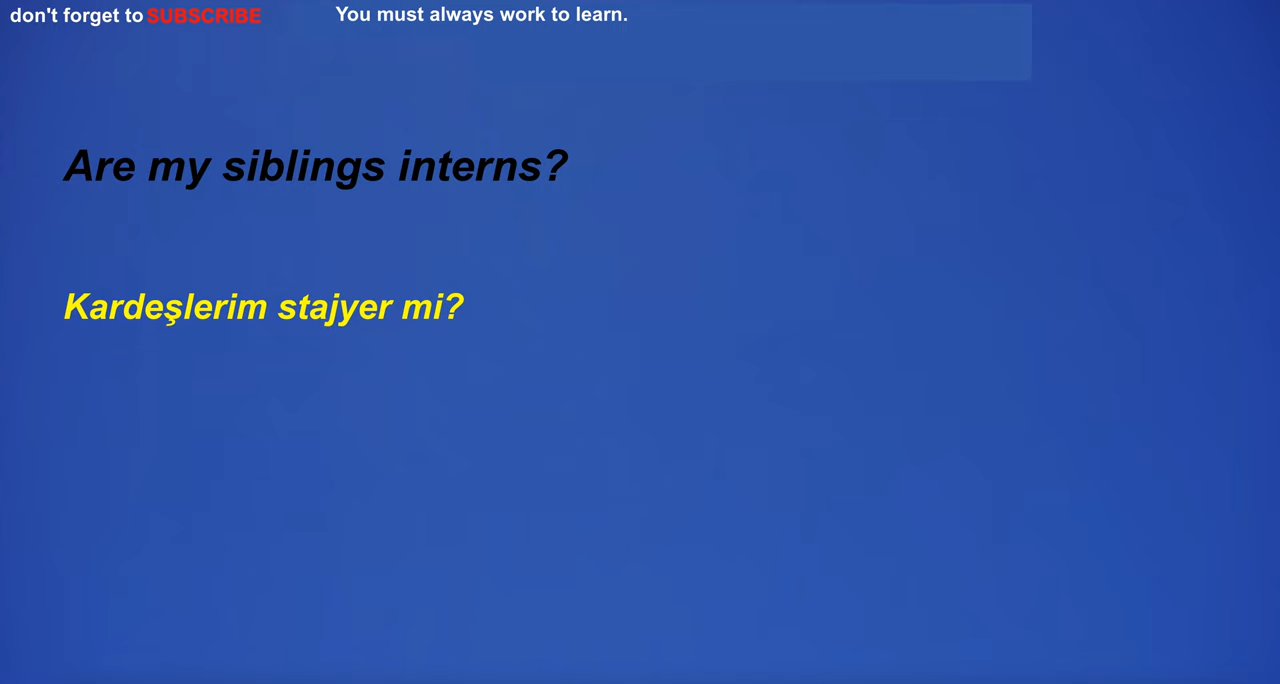 don't forget to SUBSCRIBE You must always work to learn.
Are my siblings interns?
Kardeşlerim stajyer mi?